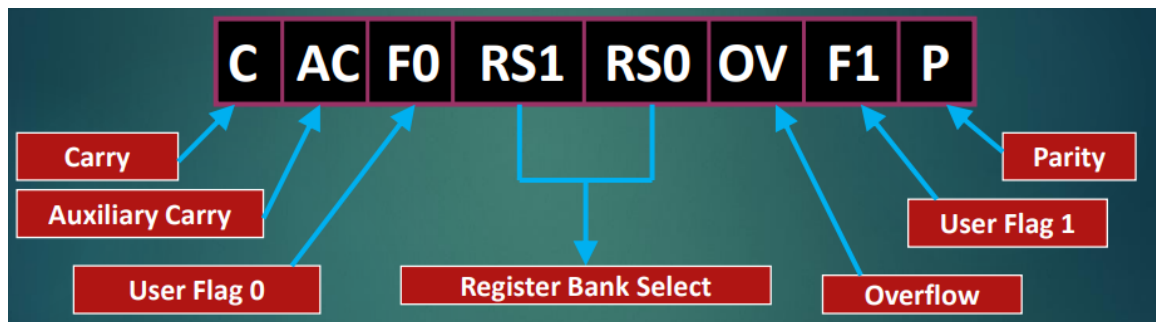 C AC F0 RS1 RS0 OV F1 P
Carry
Parity
Auxiliary Carry
User Flag 1
User Flag 0
Register Bank Select
Overflow